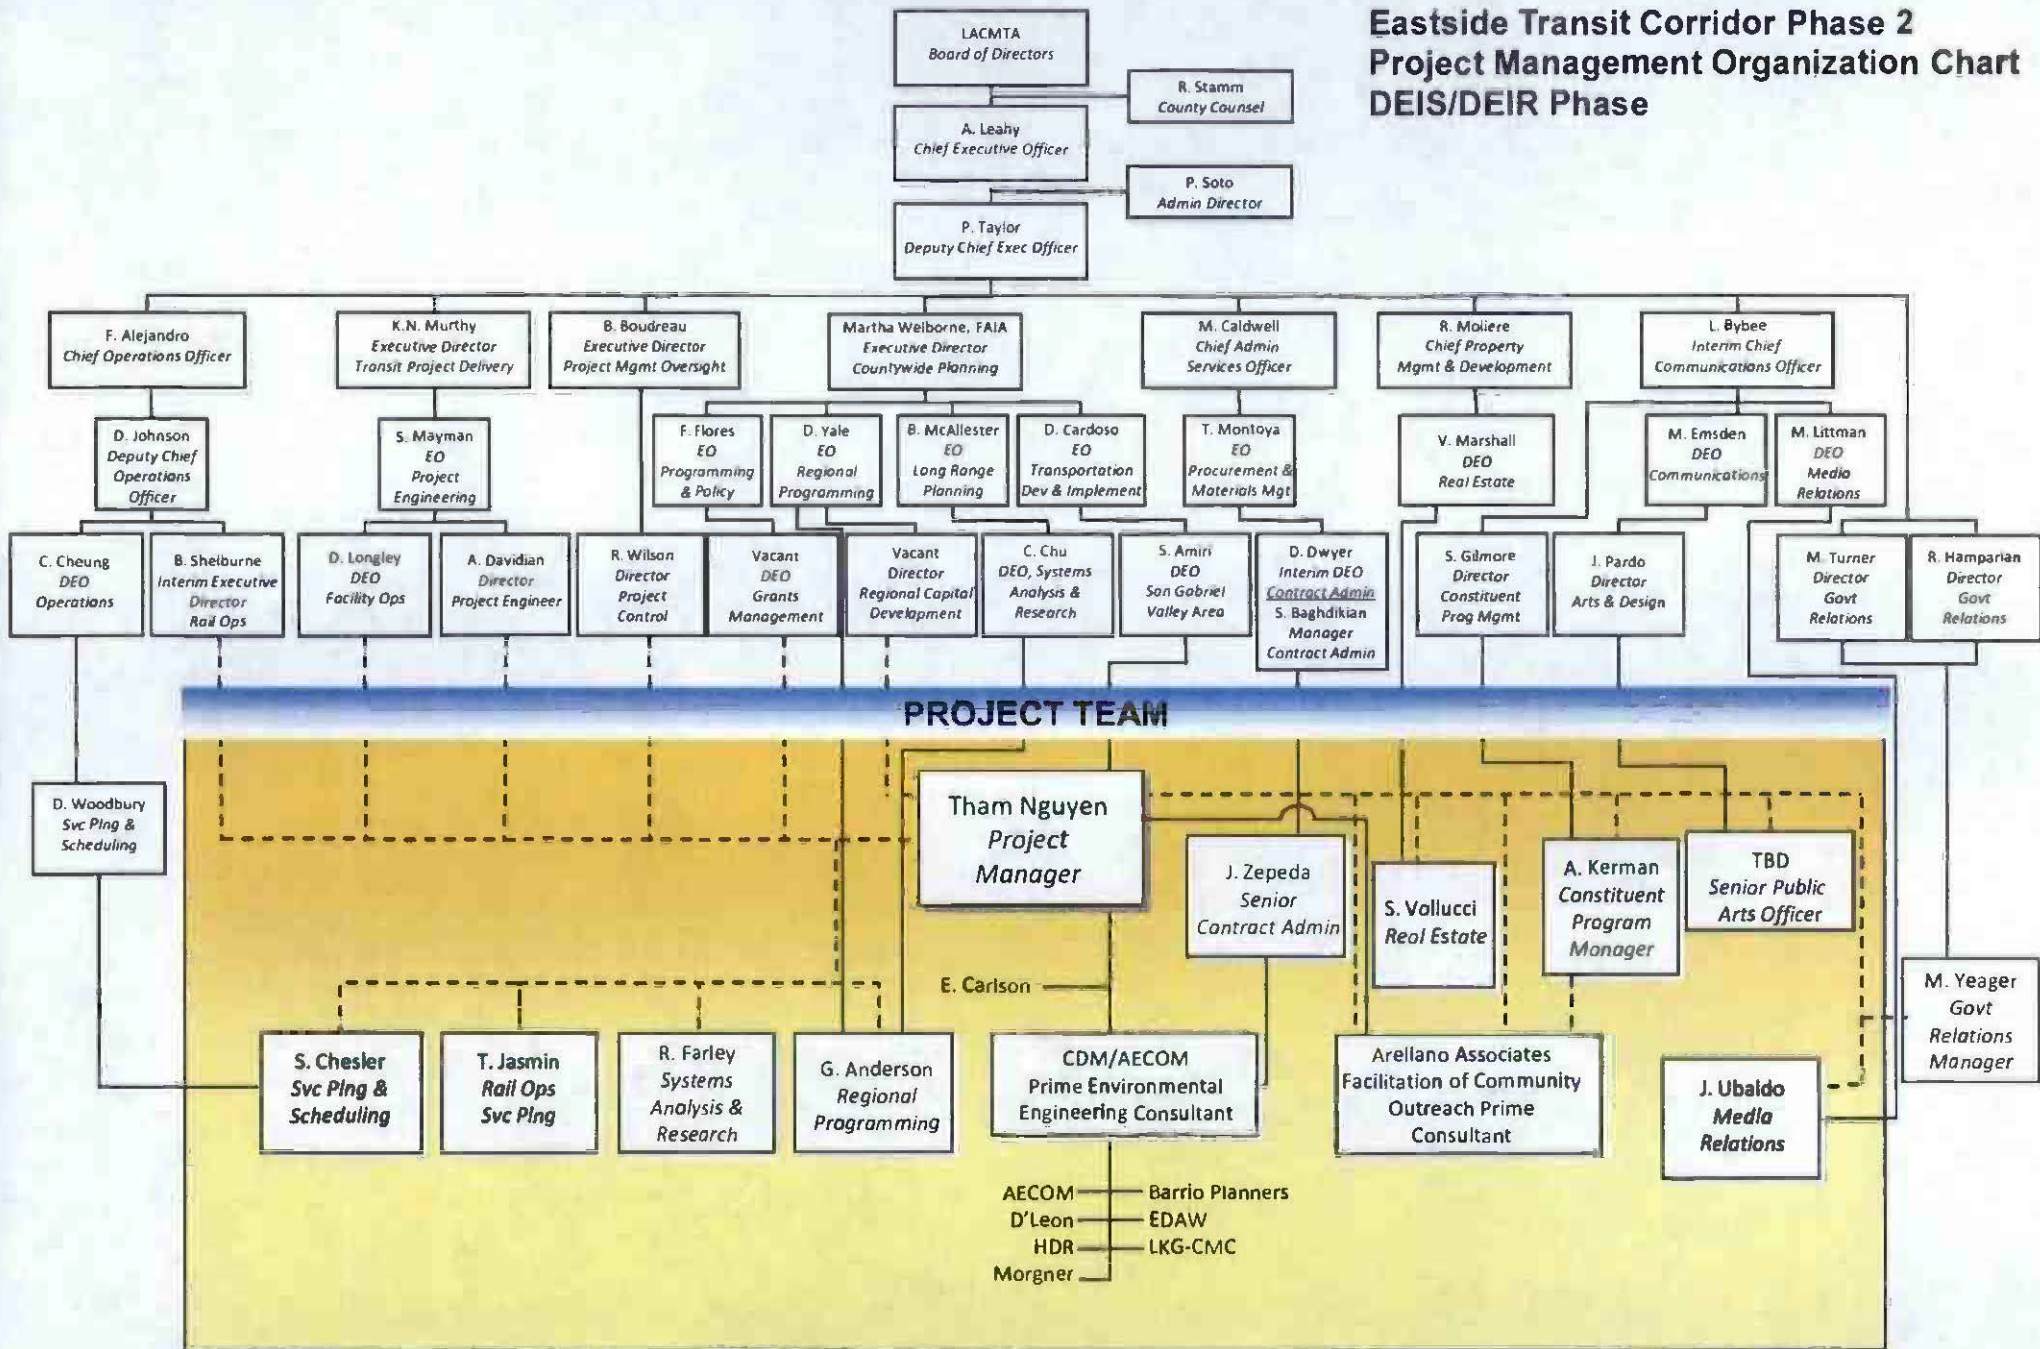 Eastside Transit Corridor Phase 2
Project Management Organization Chart
DEIS/DEIR Phase
LACMTA
Board of Directors
R. Stamm
County Counsel
A. Leahy
Chief Executive Officer
P. Soto
Admin Director
P. Taylor
Deputy Chief Exec Officer
F. Alejandro
Chief Operations Officer
K.N. Murthy
Executive Director
Transit Project Delivery
B. Boudreau
Executive Director
Project Mgmt Oversight
Martha Welborne, FAIA
Executive Director
Countywide Planning
M. Caldwell
Chief Admin
Services Officer
R. Moliere
Chief Property
Mgmt & Development
L. Bybee
Interim Chief
Communications Officer
D. Johnson
Deputy Chief
Operations
Officer
S. Mayman
EO
Project
Engineering
F. Flores
EO
Programming
& Policy
D. Yale
EO
Regional
Programming
B. McAllester
EO
Long Range
Planning
D. Cardoso
EO
Transportation
Dev & Implement
T. Montoya
EO
Procurement &
Materials Mgt
V. Marshall
DEO
Real Estate
M. Emsden
DEO
Communications
M. Littman
DEO
Media
Relations
C. Cheung
DEO
Operations
B. Shelburne
Interim Executive
Director
Rail Ops
D. Longley
DEO
Facility Ops
A. Davidian
Director
Project Engineer
R. Wilson
Director
Project
Control
Vacant
DEO
Grants
Management
Vacant
Director
Regional Capital
Development
C. Chu
DEO, Systems
Analysis &
Research
S. Amiri
DEO
San Gabriel
Valley Area
D. Dwyer
Interim DEO
Contract Admin
S. Baghdikian
Manager
Contract Admin
S. Gilmore
Director
Constituent
Prog Mgmt
J. Pardo
Director
Arts & Design
M. Turner
Director
Govt
Relations
R. Hamparian
Director
Govt
Relations
PROJECT TEAM
D. Woodbury
Svc Plng &
Scheduling
Tham Nguyen
Project
Manager
J. Zepeda
Senior
Contract Admin
S. Vallucci
Real Estate
A. Kerman
Constituent
Program
Manager
TBD
Senior Public
Arts Officer
M. Yeager
Govt
Relations
Manager
E. Carlson
S. Chesler
Svc Plng &
Scheduling
T. Jasmin
Rail Ops
Svc Plng
R. Farley
Systems
Analysis &
Research
G. Anderson
Regional
Programming
CDM/AECOM
Prime Environmental
Engineering Consultant
Arellano Associates
Facilitation of Community
Outreach Prime
Consultant
J. Ubaldo
Media
Relations
AECOM
Barrio Planners
D'Leon
EDAW
HDR
LKG-CMC
Morgner